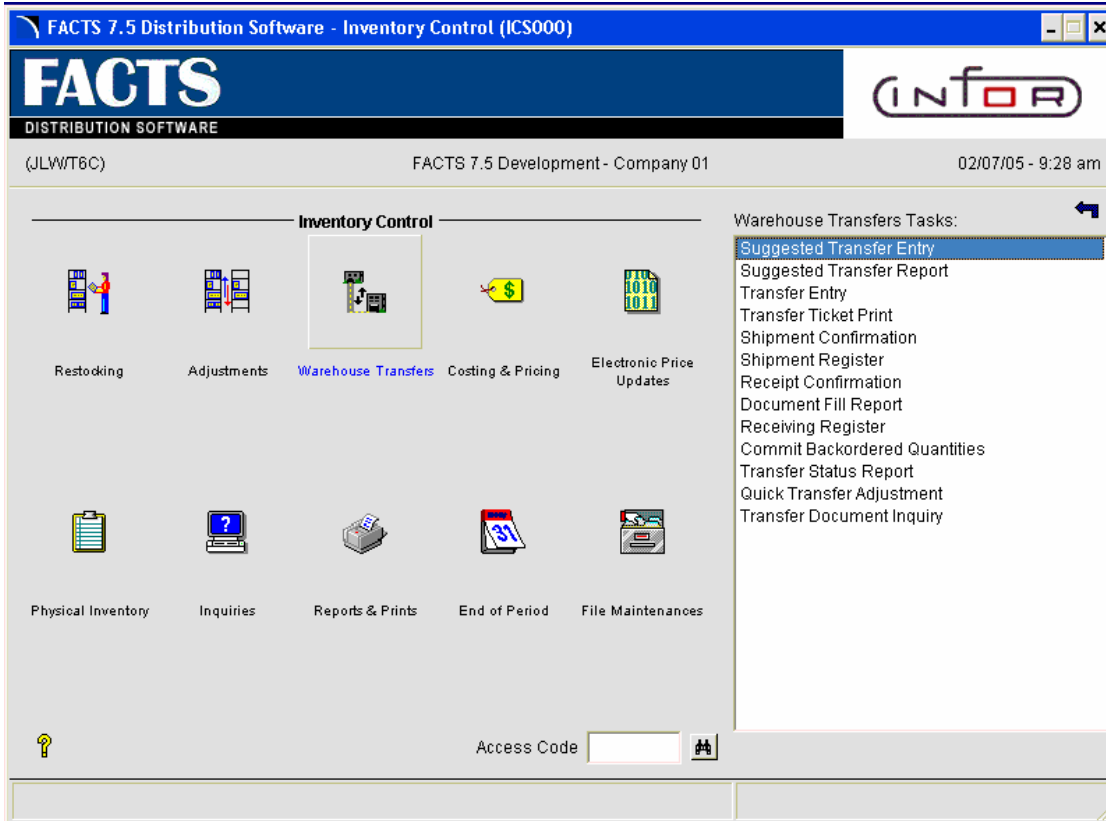 FACTS 7.5 Distribution Software - Inventory Control (ICS000)
FACTS
DISTRIBUTION SOFTWARE
infor
(JLW/T6C)
FACTS 7.5 Development - Company 01
02/07/05 - 9:28 am
Inventory Control
Restocking
Adjustments
Warehouse Transfers
Costing & Pricing
Electronic Price
Updates
Physical Inventory
Inquiries
Reports & Prints
End of Period
File Maintenances
Access Code
Warehouse Transfers Tasks:
Suggested Transfer Entry
Suggested Transfer Report
Transfer Entry
Transfer Ticket Print
Shipment Confirmation
Shipment Register
Receipt Confirmation
Document Fill Report
Receiving Register
Commit Backordered Quantities
Transfer Status Report
Quick Transfer Adjustment
Transfer Document Inquiry